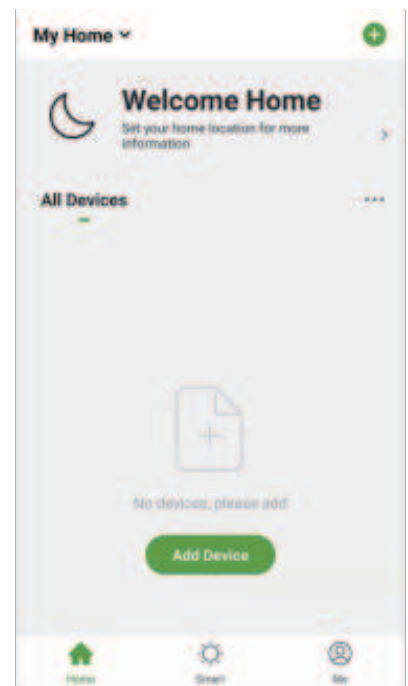 My Home
Welcome Home
Set your home location for more
information
All Devices
No devices, please add
Add Device
Home
Smart
Me